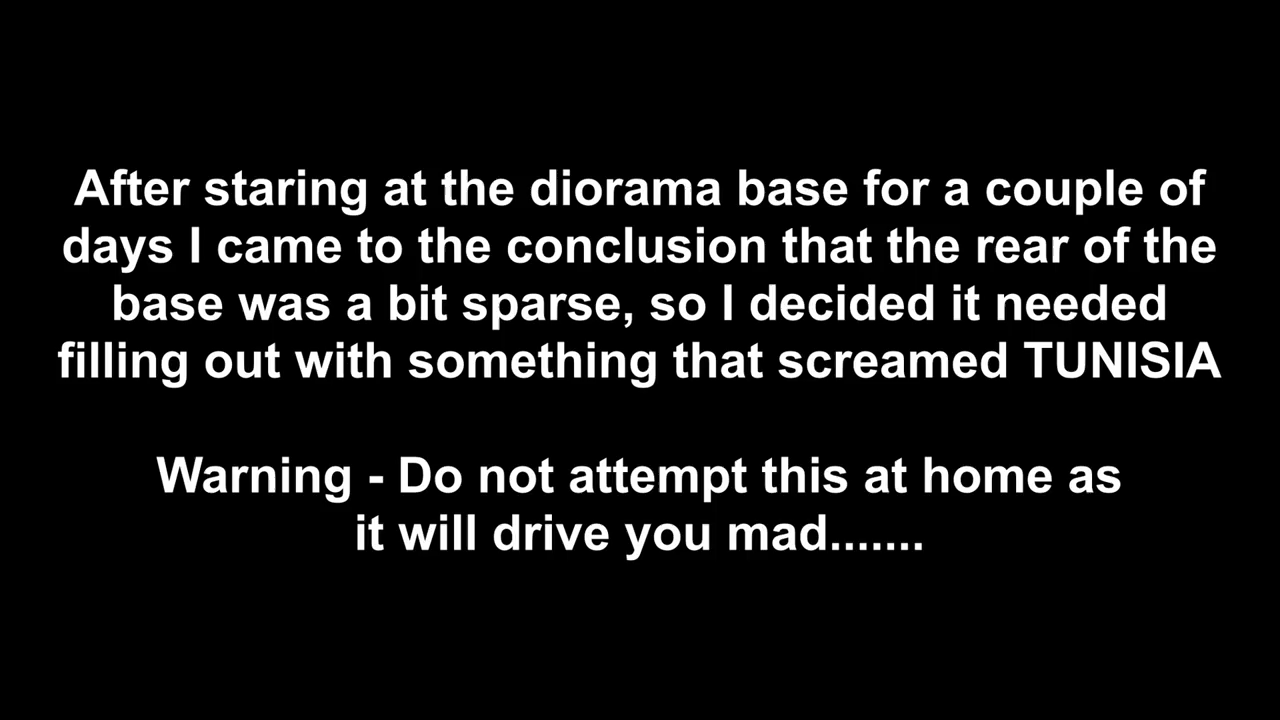 After staring at the diorama base for a couple of
days I came to the conclusion that the rear of the
base was a bit sparse, so I decided it needed
filling out with something that screamed TUNISIA
Warning - Do not attempt this at home as
it will drive you mad.......